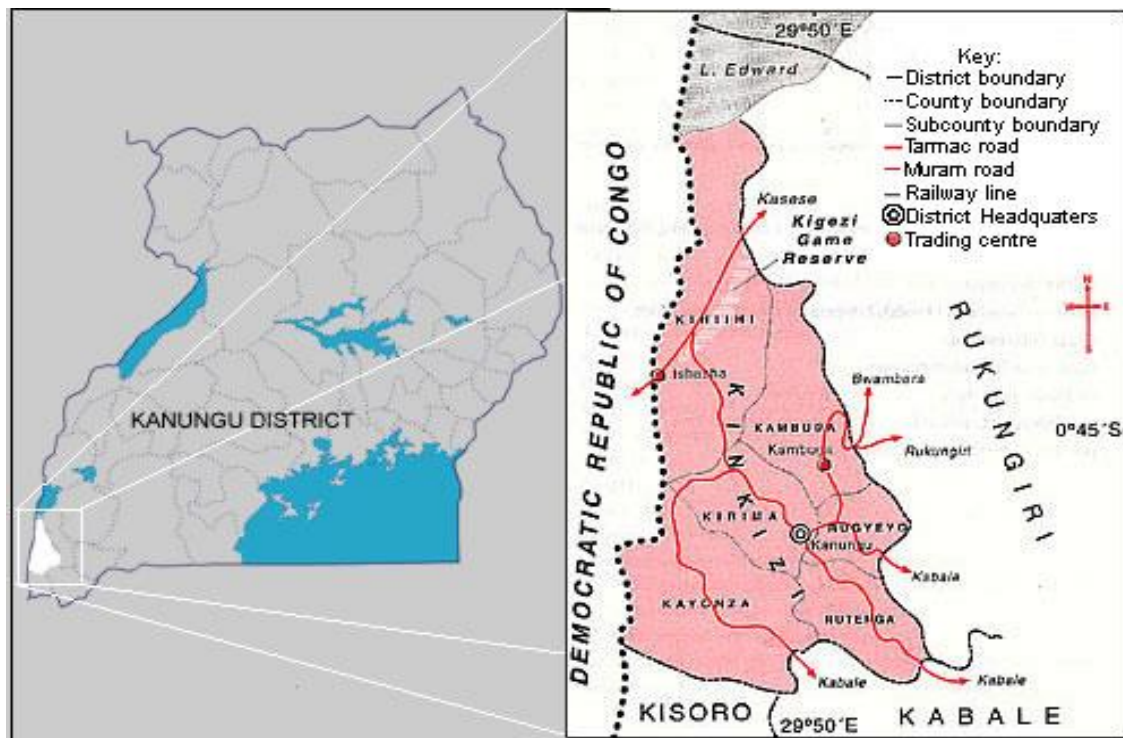 KANUNGU DISTRICT
DEMOCRATIC REPUBLIC OF CONGO
29°50´E
L. Edward
Key:
District boundary
County boundary
Subcounty boundary
Tarmac road
Muram road
Railway line
District Headquaters
Trading centre
Kasese
Kigezi
Game
Reserve
N
E
KIHIIHI
Ishasha
KINKIZI
RUKUNGIRI
Bwambara
KAMBUGA
Kambuga
0°45´S
Rukungiri
KIRIMA
RUGYEYO
Kanungu
Kabale
KAYONZA
RUTENGA
Kabale
Kabale
KISORO
29°50´E
KABALE